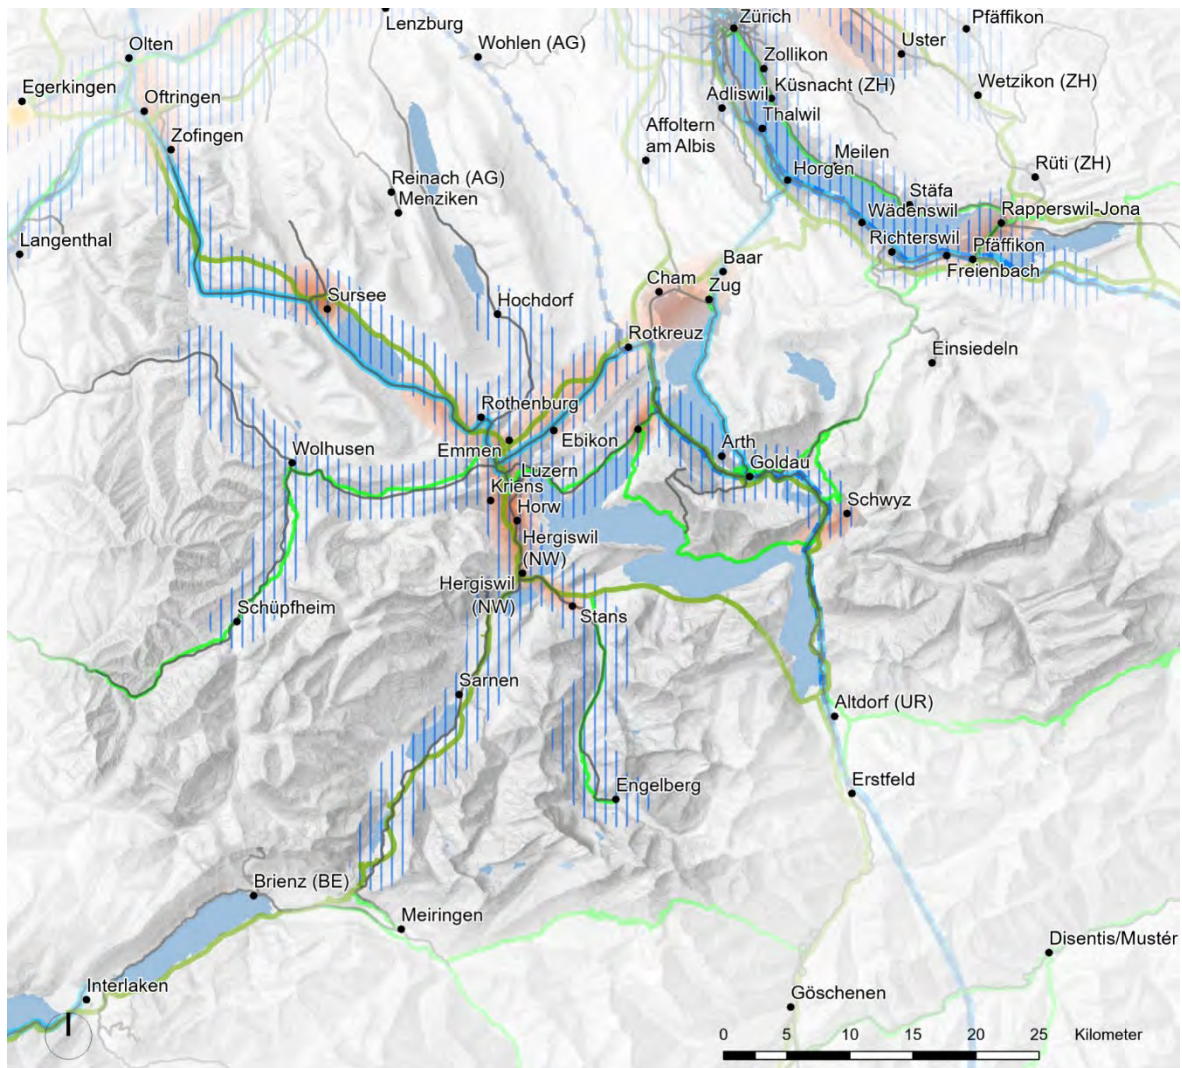 Lenzburg
Zürich
Pfäffikon
Olten
Wohlen (AG)
Uster
Zollikon
Egerkingen
Oftringen
Küsnacht (ZH)
Wetzikon (ZH)
Adliswil
Thalwil
Zofingen
Affoltern
am Albis
Meilen
Horgen
Rüti (ZH)
Reinach (AG)
Menziken
Stäfa
Wädenswil
Rapperswil-Jona
Langenthal
Richterswil
Pfäffikon
Freienbach
Baar
Cham
Zug
Sursee
Hochdorf
Rotkreuz
Einsiedeln
Rothenburg
Emmen
Ebikon
Arth
Goldau
Wolhusen
Luzern
Kriens
Schwyz
Horw
Hergiswil
(NW)
Hergiswil
(NW)
Stans
Schüpfheim
Sarnen
Altdorf (UR)
Engelberg
Erstfeld
Brienz (BE)
Meiringen
Disentis/Mustér
Interlaken
Göschenen
0 5 10 15 20 25 Kilometer